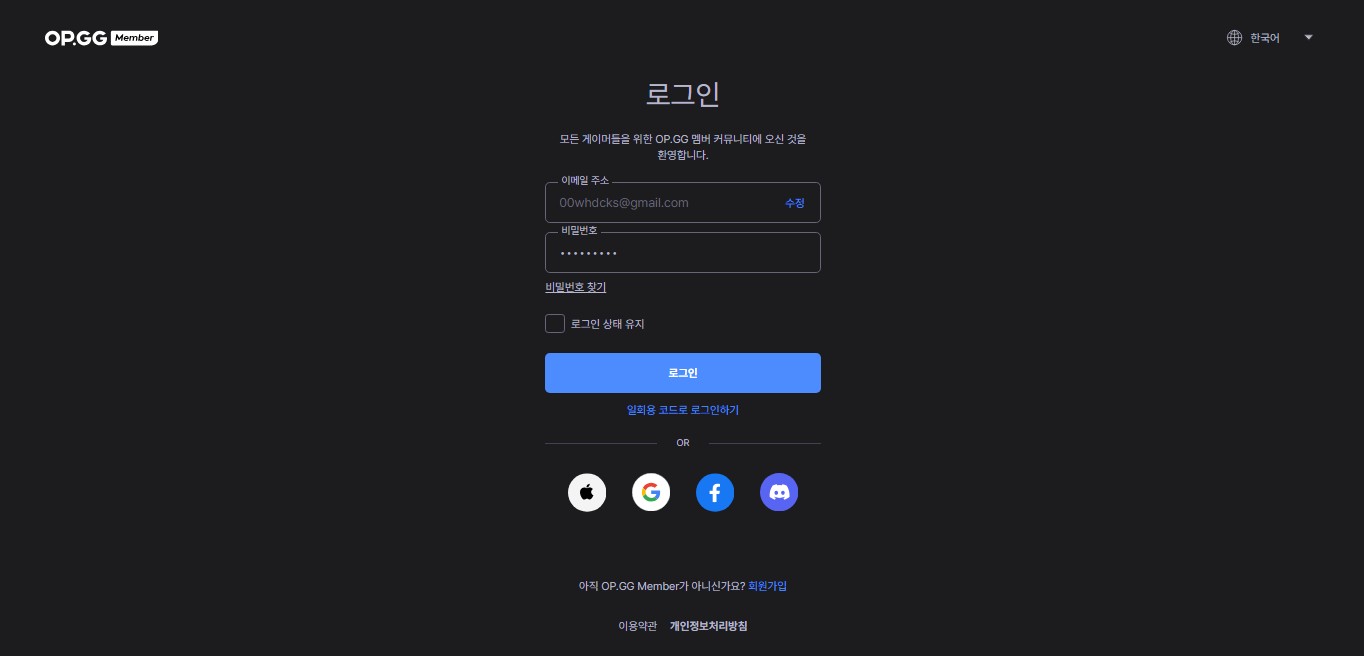 OP.GG Member
한국어
로그인
모든 게이머들을 위한 OP.GG 멤버 커뮤니티에 오신 것을
환영합니다.
이메일 주소
00whdcks@gmail.com 수정
비밀번호
•••••••••
비밀번호 찾기
로그인 상태 유지
로그인
일회용 코드로 로그인하기
OR
아직 OP.GG Member가 아니신가요? 회원가입
이용약관 개인정보처리방침